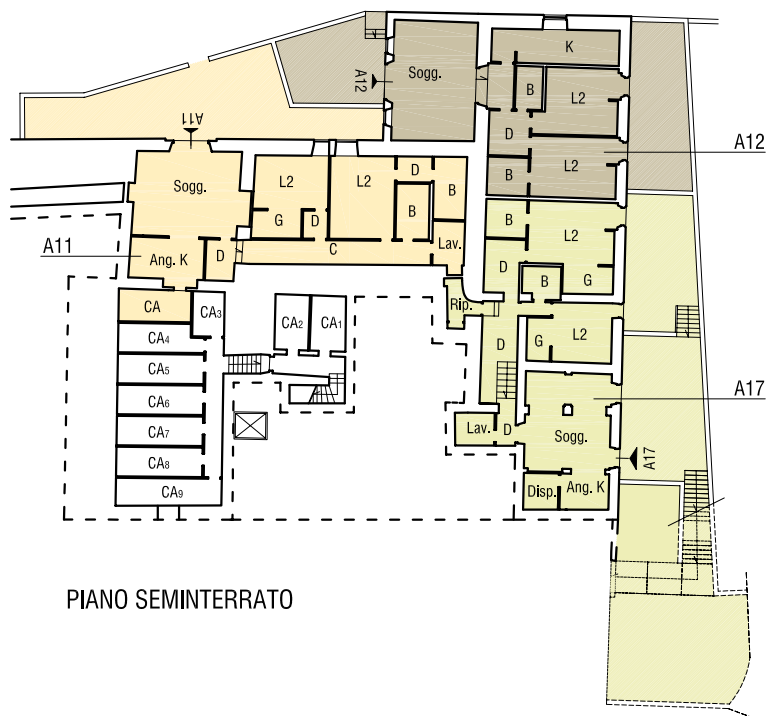 K
Sogg.
A12
B
L2
A12
A11
D
L2
B
Sogg.
L2
L2
D
B
B
G
D
B
L2
A11
Ang. K
D
C
Lav.
D
B
G
CA
CA3
CA2
CA1
Rip.
CA4
D
G
L2
CA5
CA6
A17
CA7
Lav.
D
Sogg.
CA8
A17
CA9
Disp.
Ang. K
PIANO SEMINTERRATO